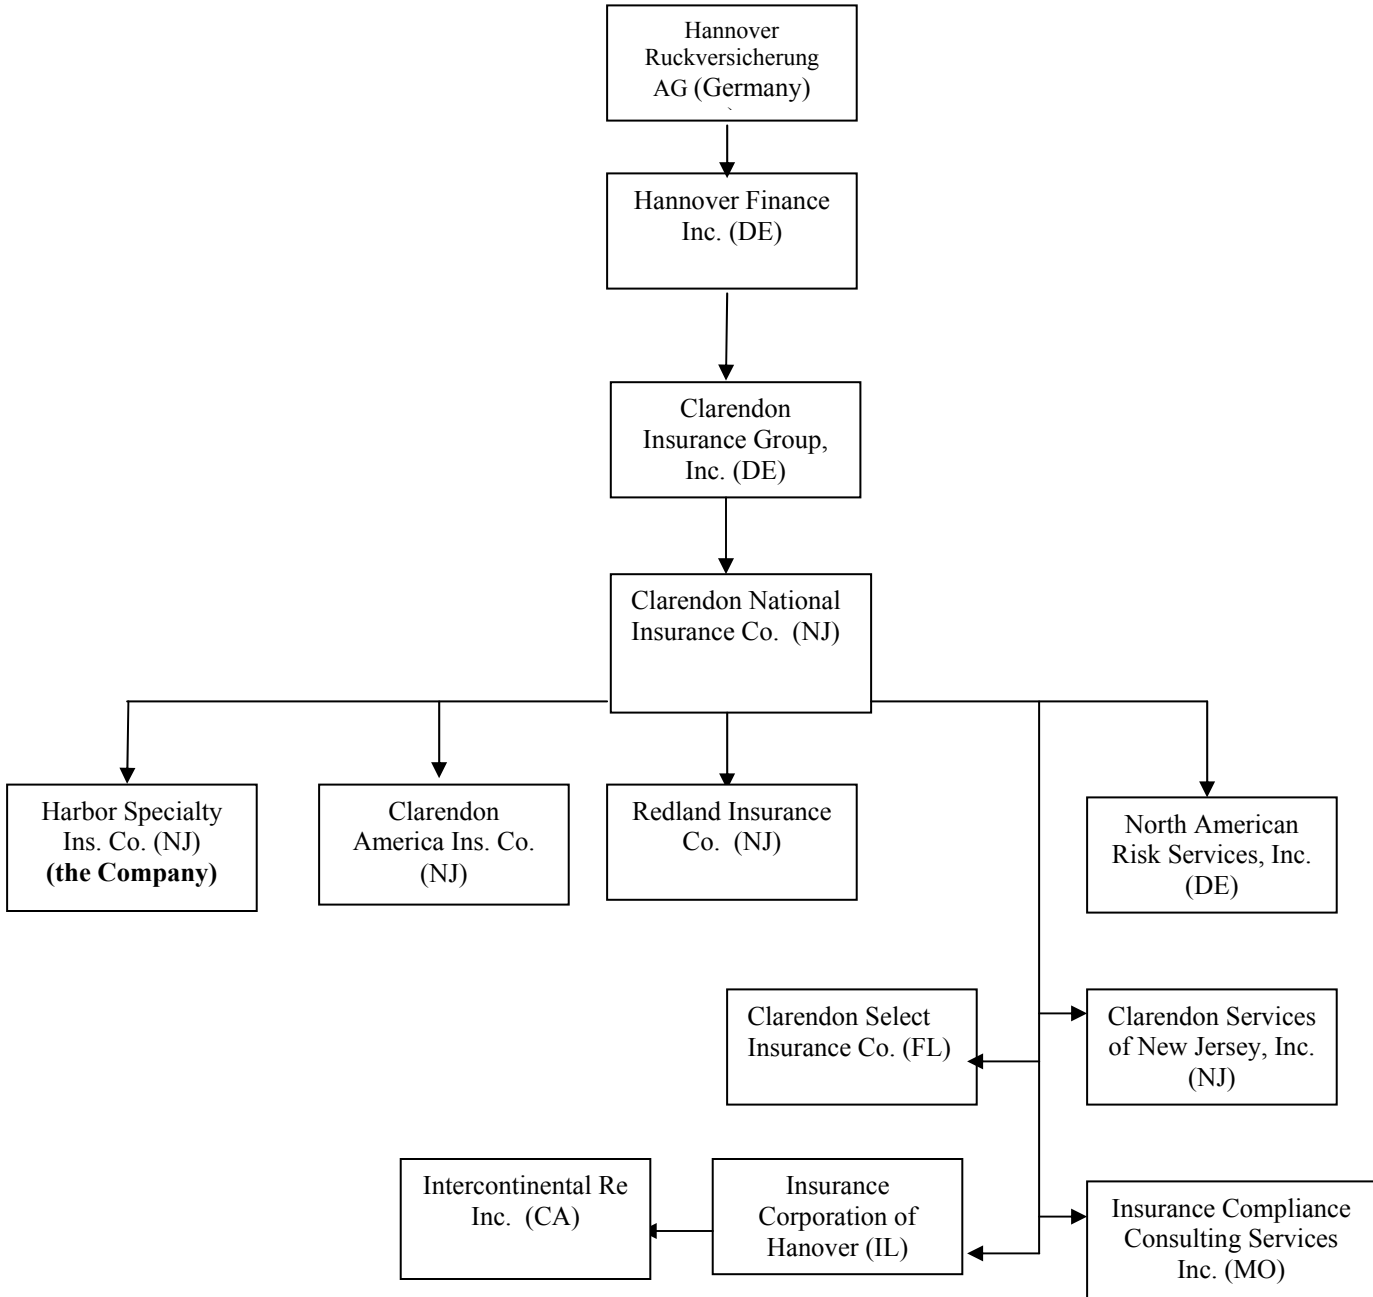 Hannover
Ruckversicherung
AG (Germany)
Hannover Finance
Inc. (DE)
Clarendon
Insurance Group,
Inc. (DE)
Clarendon National
Insurance Co. (NJ)
Harbor Specialty
Ins. Co. (NJ)
(the Company)
Clarendon
America Ins. Co.
(NJ)
Redland Insurance
Co. (NJ)
North American
Risk Services, Inc.
(DE)
Clarendon Select
Insurance Co. (FL)
Clarendon Services
of New Jersey, Inc.
(NJ)
Intercontinental Re
Inc. (CA)
Insurance
Corporation of
Hanover (IL)
Insurance Compliance
Consulting Services
Inc. (MO)